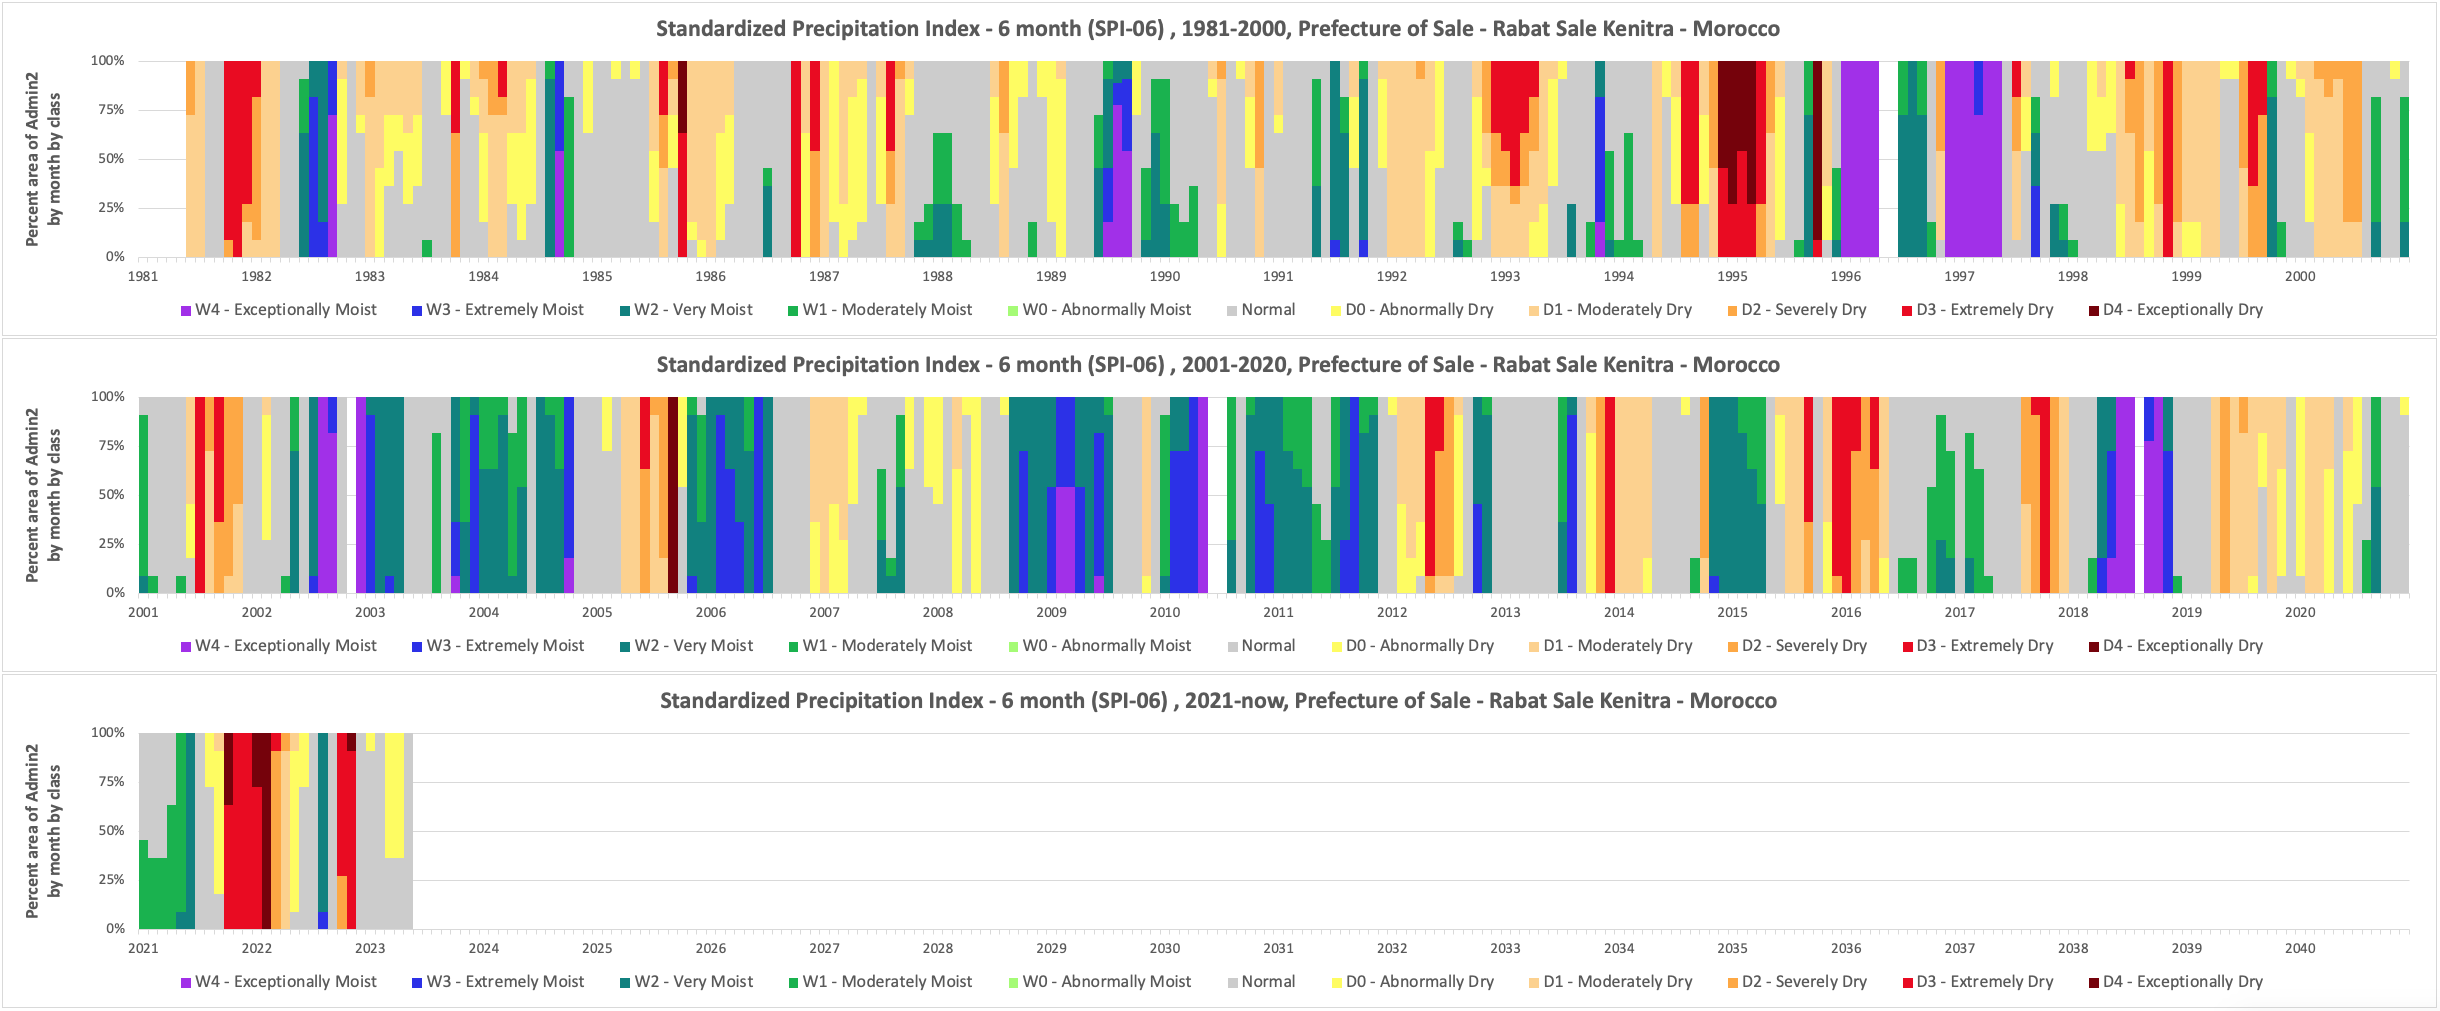 Standardized Precipitation Index - 6 month (SPI-06) , 1981-2000, Prefecture of Sale - Rabat Sale Kenitra - Morocco
Percent area of Admin2
by month by class
100%
75%
50%
25%
0%
1981 1982 1983 1984 1985 1986 1987 1988 1989 1990 1991 1992 1993 1994 1995 1996 1997 1998 1999 2000
W4 - Exceptionally Moist W3 - Extremely Moist W2 - Very Moist W1 - Moderately Moist W0 - Abnormally Moist Normal D0 - Abnormally Dry D1 - Moderately Dry D2 - Severely Dry D3 - Extremely Dry D4 - Exceptionally Dry
Standardized Precipitation Index - 6 month (SPI-06) , 2001-2020, Prefecture of Sale - Rabat Sale Kenitra - Morocco
Percent area of Admin2
by month by class
100%
75%
50%
25%
0%
2001 2002 2003 2004 2005 2006 2007 2008 2009 2010 2011 2012 2013 2014 2015 2016 2017 2018 2019 2020
W4 - Exceptionally Moist W3 - Extremely Moist W2 - Very Moist W1 - Moderately Moist W0 - Abnormally Moist Normal D0 - Abnormally Dry D1 - Moderately Dry D2 - Severely Dry D3 - Extremely Dry D4 - Exceptionally Dry
Standardized Precipitation Index - 6 month (SPI-06) , 2021-now, Prefecture of Sale - Rabat Sale Kenitra - Morocco
Percent area of Admin2
by month by class
100%
75%
50%
25%
0%
2021 2022 2023 2024 2025 2026 2027 2028 2029 2030 2031 2032 2033 2034 2035 2036 2037 2038 2039 2040
W4 - Exceptionally Moist W3 - Extremely Moist W2 - Very Moist W1 - Moderately Moist W0 - Abnormally Moist Normal D0 - Abnormally Dry D1 - Moderately Dry D2 - Severely Dry D3 - Extremely Dry D4 - Exceptionally Dry